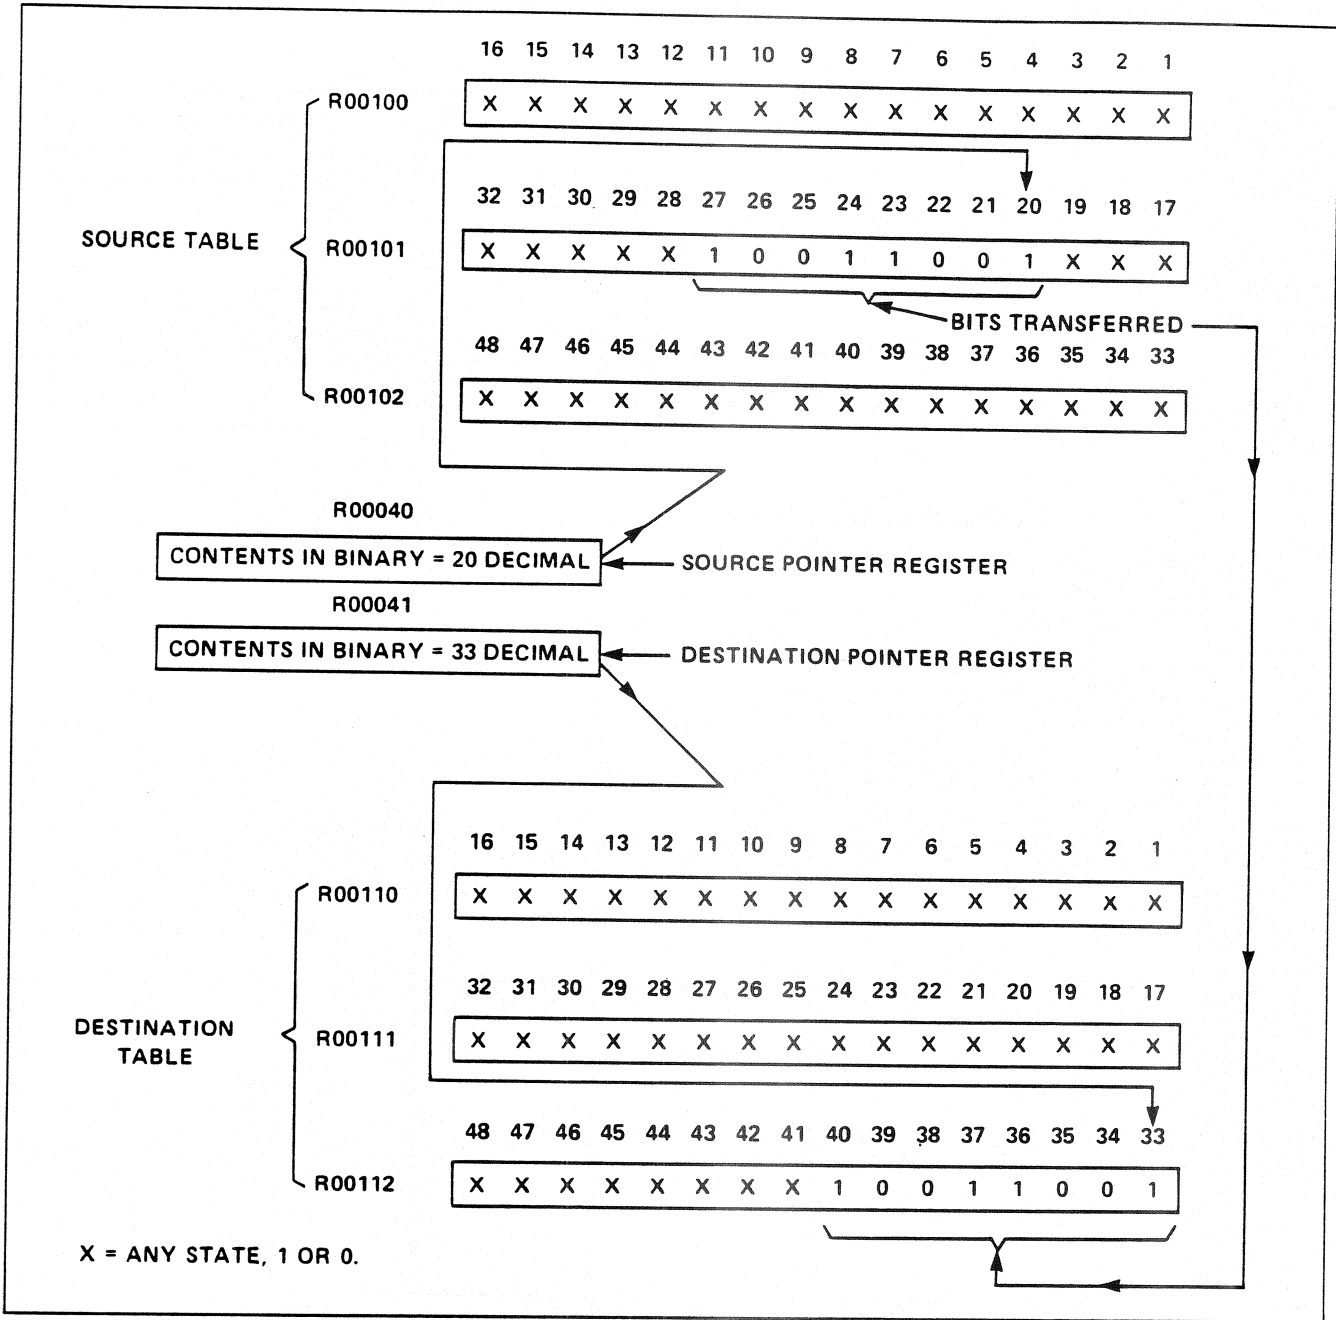 16 15 14 13 12 11 10 9 8 7 6 5 4 3 2 1
R00100
X X X X X X X X X X X X X X X X
32 31 30 29 28 27 26 25 24 23 22 21 20 19 18 17
SOURCE TABLE
R00101
X X X X X 1 0 0 1 1 0 0 1 X X X
BITS TRANSFERRED
48 47 46 45 44 43 42 41 40 39 38 37 36 35 34 33
R00102
X X X X X X X X X X X X X X X X
R00040
CONTENTS IN BINARY = 20 DECIMAL
SOURCE POINTER REGISTER
R00041
CONTENTS IN BINARY = 33 DECIMAL
DESTINATION POINTER REGISTER
16 15 14 13 12 11 10 9 8 7 6 5 4 3 2 1
R00110
X X X X X X X X X X X X X X X X
32 31 30 29 28 27 26 25 24 23 22 21 20 19 18 17
DESTINATION
TABLE
R00111
X X X X X X X X X X X X X X X X
48 47 46 45 44 43 42 41 40 39 38 37 36 35 34 33
R00112
X X X X X X X X 1 0 0 1 1 0 0 1
X = ANY STATE, 1 OR 0.